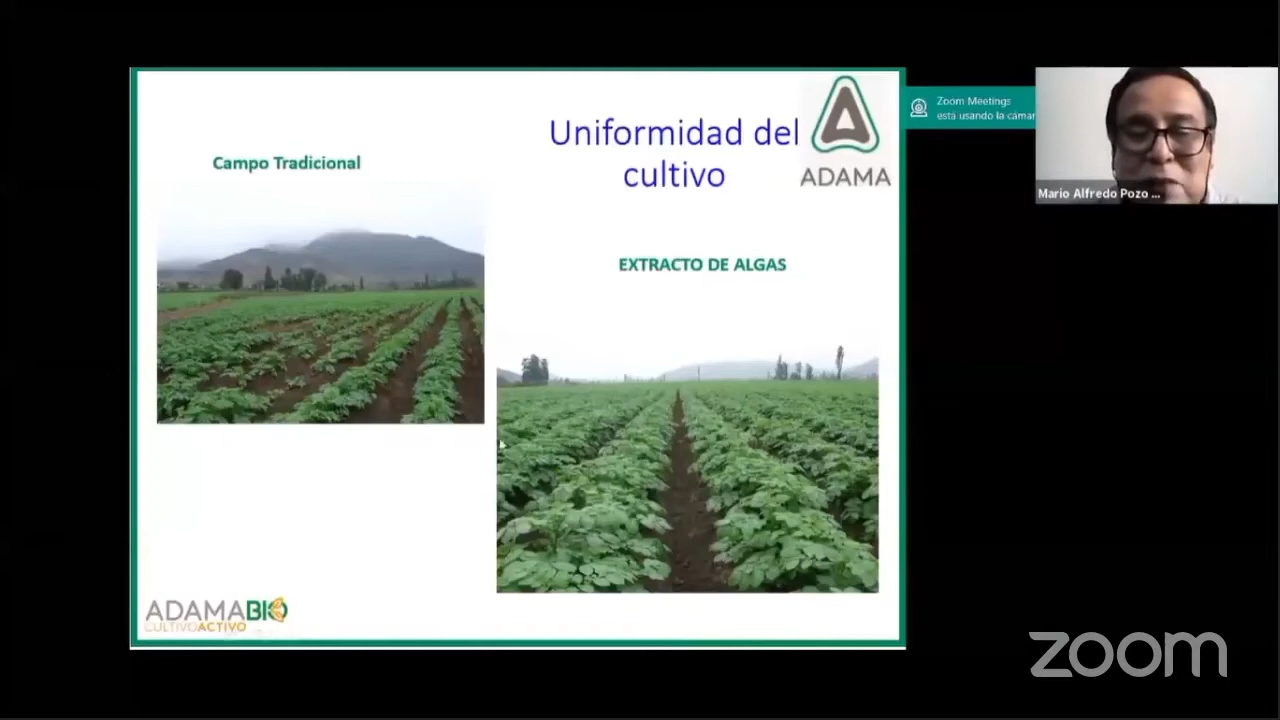 Uniformidad del
cultivo
ADAMA
Campo Tradicional
EXTRACTO DE ALGAS
ADAMABIO
CULTIVOACTIVO
Zoom Meetings
está usando la cámar
Mario Alfredo Pozo ...
zoom